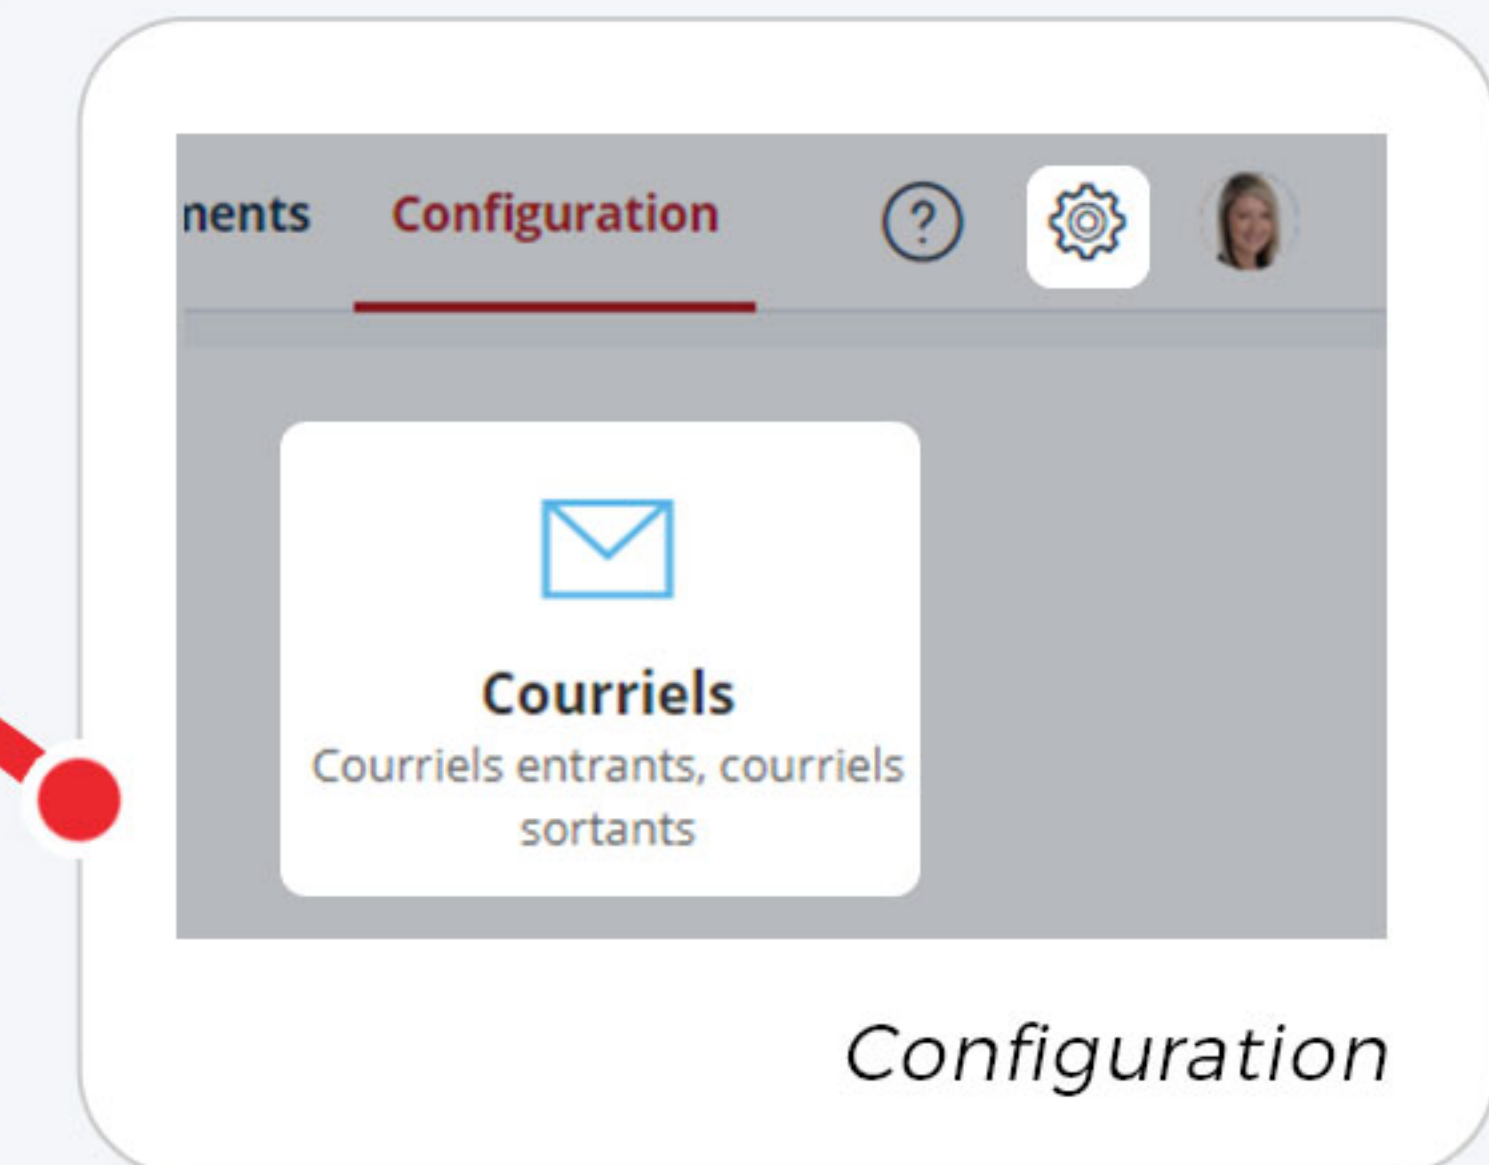 nents Configuration ?
Courriels
Courriels entrants, courriels
sortants
Configuration